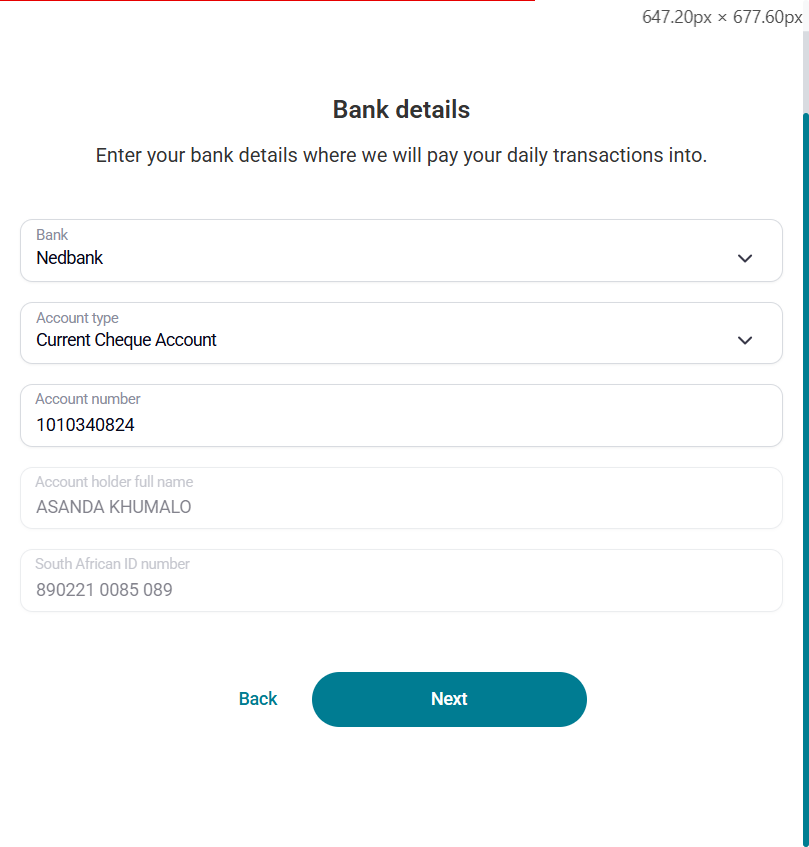 647.20px × 677.60px
Bank details
Enter your bank details where we will pay your daily transactions into.
Bank
Nedbank
Account type
Current Cheque Account
Account number
1010340824
Account holder full name
ASANDA KHUMALO
South African ID number
890221 0085 089
Back
Next